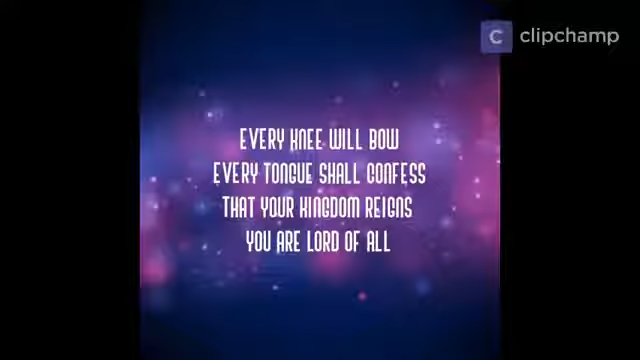 C clipchamp
EVERY KNEE WILL BOW
EVERY TONGUE SHALL CONFESS
THAT YOUR KINGDOM REIGNS
YOU ARE LORD OF ALL